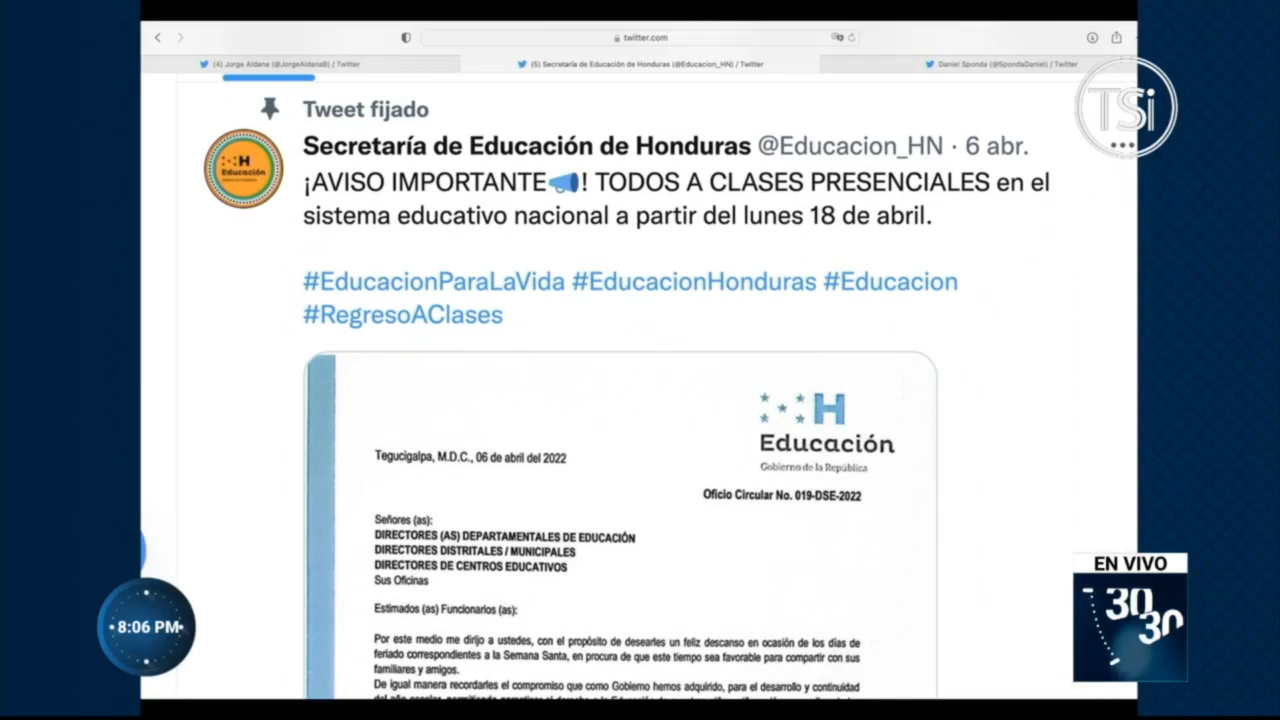 twitter.com
(4) Jorge Aldana (@JorgeAldanaB) / Twitter
(5) Secretaría de Educación de Honduras (@Educacion_HN) / Twitter
Daniel Sponda (@SpondaDaniel) / Twitter
TSi
Tweet fijado
Secretaría de Educación de Honduras @Educacion_HN · 6 abr.
¡AVISO IMPORTANTE📣! TODOS A CLASES PRESENCIALES en el
sistema educativo nacional a partir del lunes 18 de abril.
#EducacionParaLaVida #EducacionHonduras #Educacion
#RegresoAClases
H
Educación
H
Educación
Gobierno de la República
Tegucigalpa, M.D.C., 06 de abril del 2022
Oficio Circular No. 019-DSE-2022
Señores (as):
DIRECTORES (AS) DEPARTAMENTALES DE EDUCACIÓN
DIRECTORES DISTRITALES / MUNICIPALES
DIRECTORES DE CENTROS EDUCATIVOS
Sus Oficinas
Estimados (as) Funcionarios (as):
Por este medio me dirijo a ustedes, con el propósito de desearles un feliz descanso en ocasión de los días de
feriado correspondientes a la Semana Santa, en procura de que este tiempo sea favorable para compartir con sus
familiares y amigos.
De igual manera recordarles el compromiso que como Gobierno hemos adquirido, para el desarrollo y continuidad
8:06 PM
EN VIVO
30
30